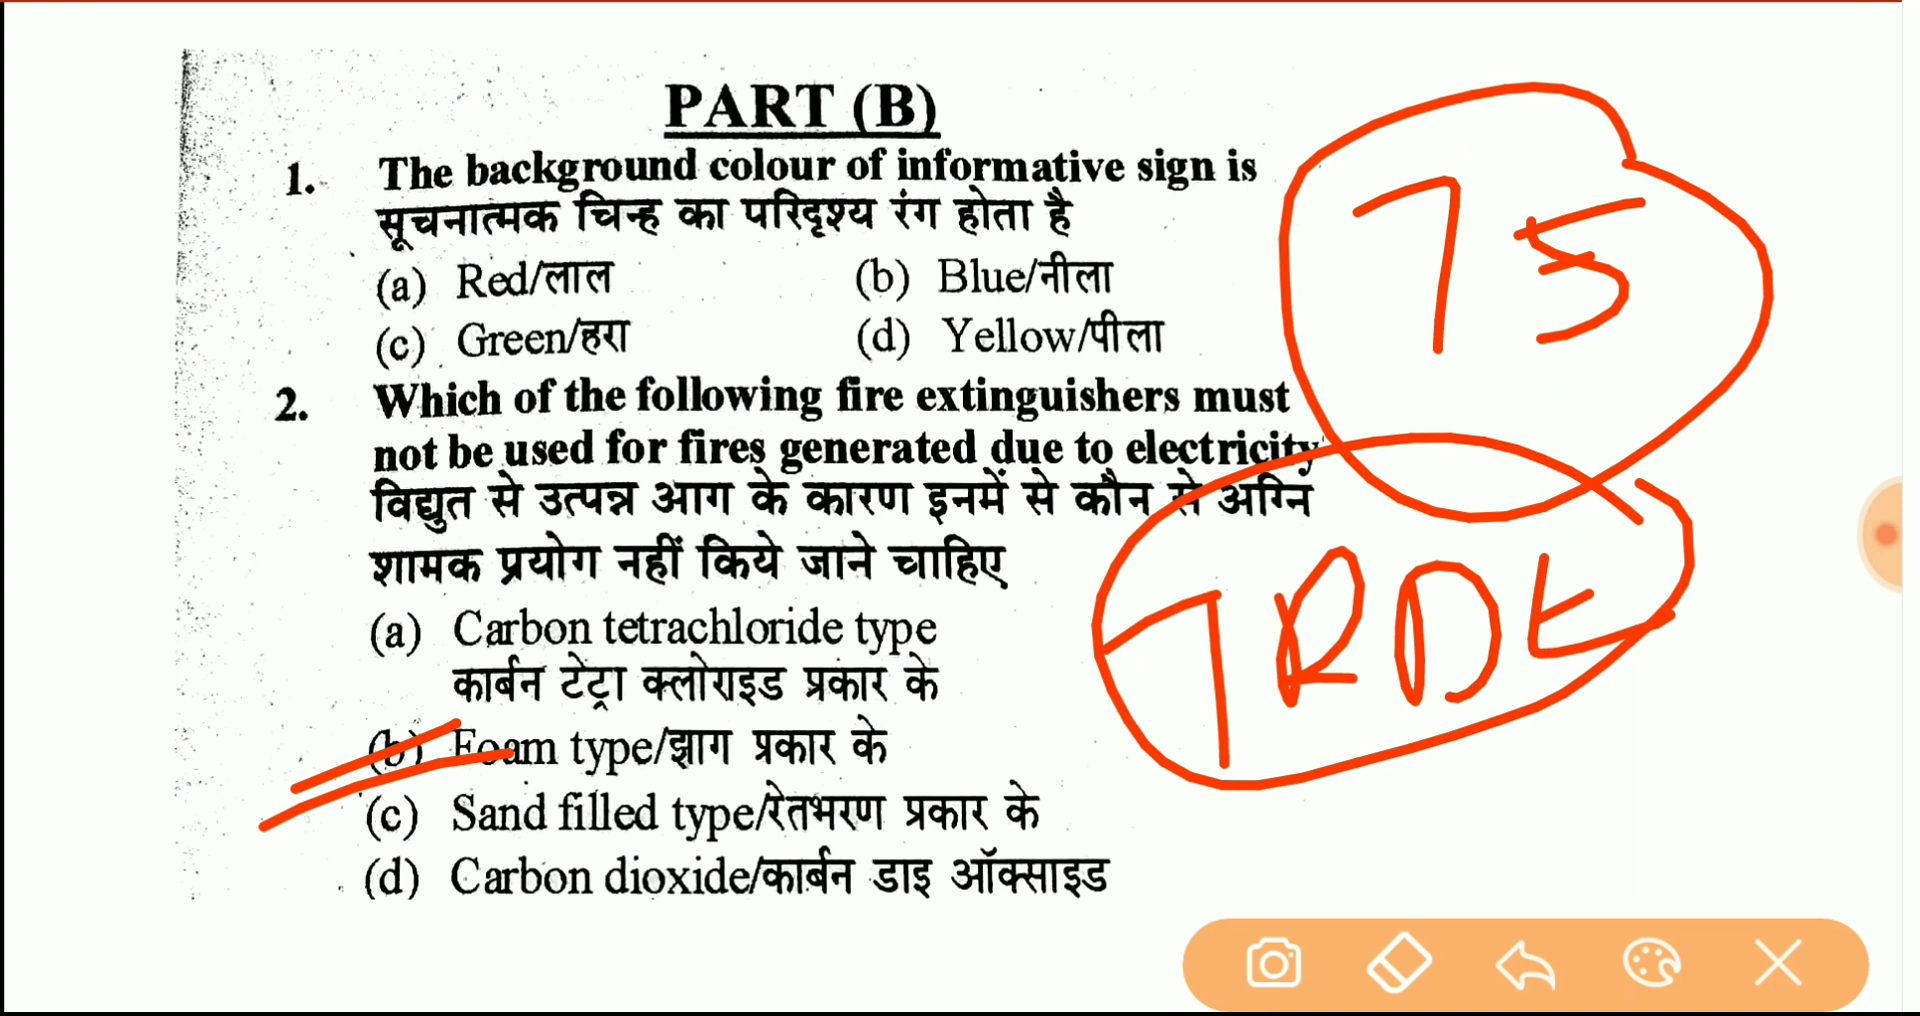 PART (B)
1. The background colour of informative sign is
सूचनात्मक चिन्ह का परिदृश्य रंग होता है
(a) Red/लाल (b) Blue/नीला
(c) Green/हरा (d) Yellow/पीला
2. Which of the following fire extinguishers must
not be used for fires generated due to electricity
विद्युत से उत्पन्न आग के कारण इनमें से कौन से अग्नि
शामक प्रयोग नहीं किये जाने चाहिए
(a) Carbon tetrachloride type
कार्बन टेट्रा क्लोराइड प्रकार के
(b) Foam type/झाग प्रकार के
(c) Sand filled type/रेतभरण प्रकार के
(d) Carbon dioxide/कार्बन डाइ ऑक्साइड
75
TRDE